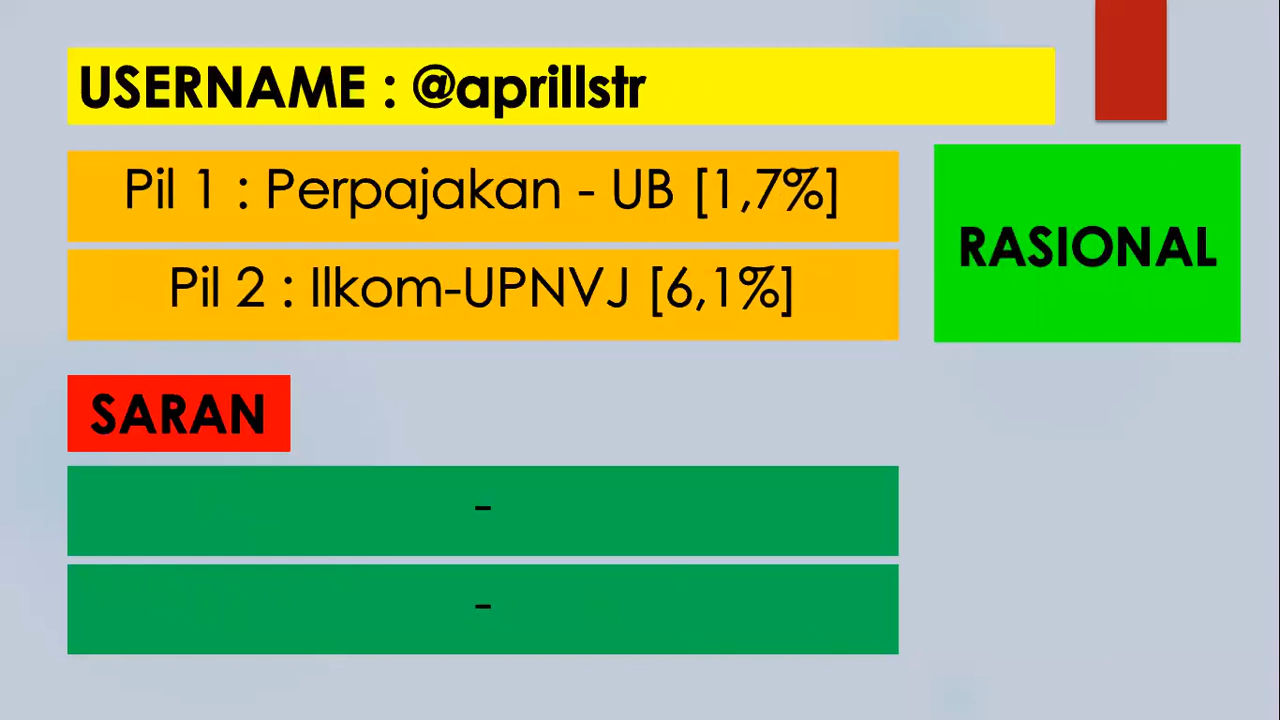 USERNAME : @aprillstr
Pil 1 : Perpajakan - UB [1,7%]
Pil 2 : Ilkom-UPNVJ [6,1%]
RASIONAL
SARAN
-
-